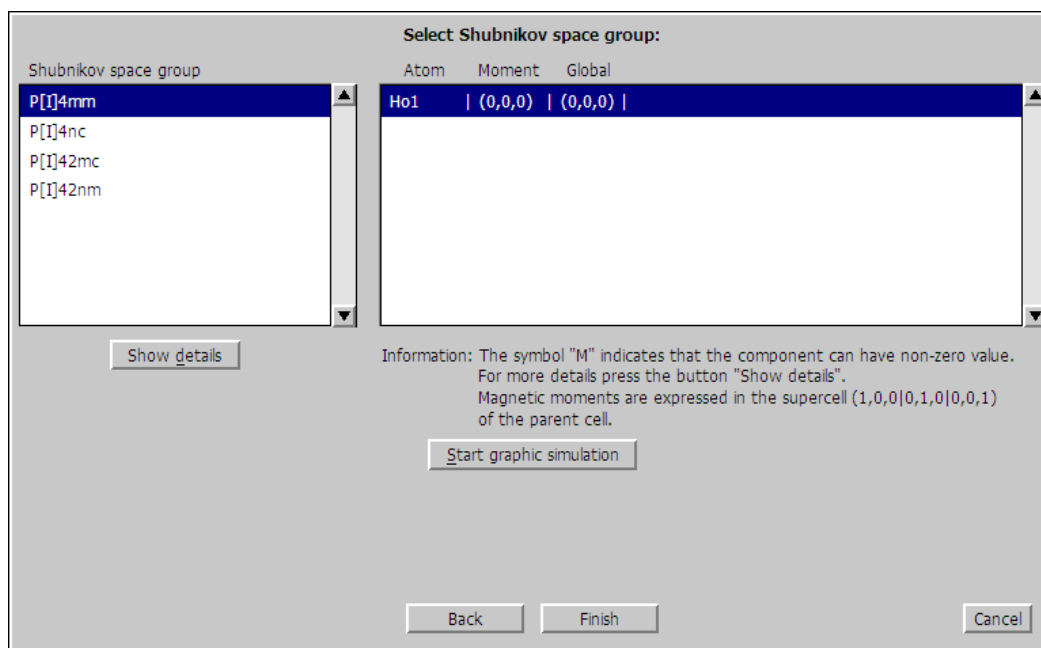 Select Shubnikov space group:
Shubnikov space group
Atom Moment Global
P[I]4mm
P[I]4nc
P[I]42mc
P[I]42nm
Ho1 | (0,0,0) | (0,0,0) |
Show details
Information: The symbol "M" indicates that the component can have non-zero value.
For more details press the button "Show details".
Magnetic moments are expressed in the supercell (1,0,0|0,1,0|0,0,1)
of the parent cell.
Start graphic simulation
Back Finish Cancel